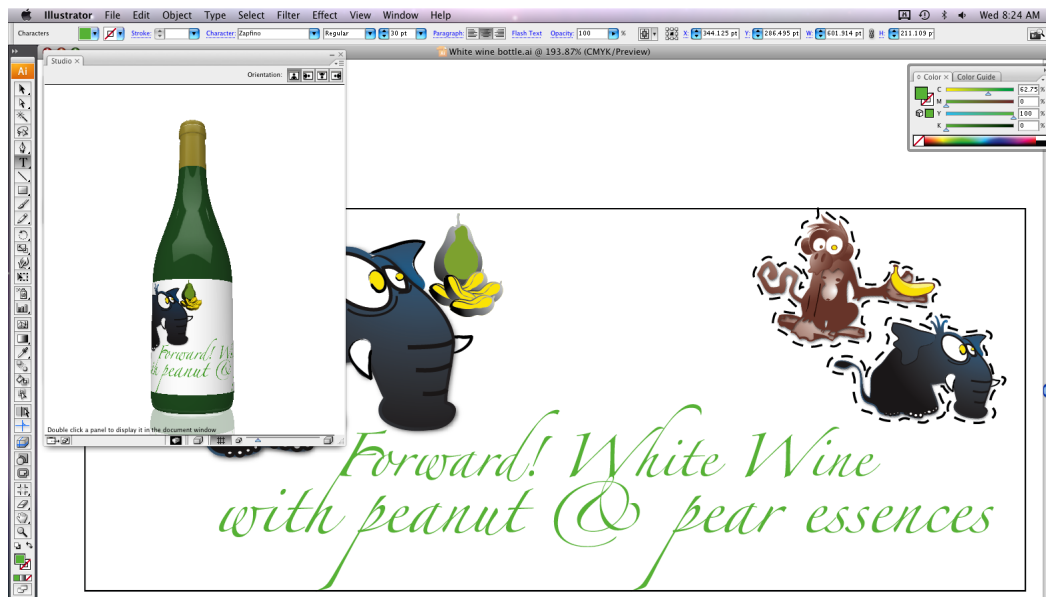 Illustrator File Edit Object Type Select Filter Effect View Window Help Wed 8:24 AM
Characters Stroke: Character: Zapfino Regular 30 pt Paragraph: Flash Text Opacity: 100 % X: 344.125 pt Y: 286.495 pt W: 601.914 pt H: 211.109 p
White wine bottle.ai @ 193.87% (CMYK/Preview)
Studio ×
Orientation:
Ai
Color × Color Guide
C 62.75 %
M 0 %
Y 100 %
K 0 %
Forward! Wh
th peanut &
Double click a panel to display it in the document window
Forward! White Wine
with peanut & pear essences